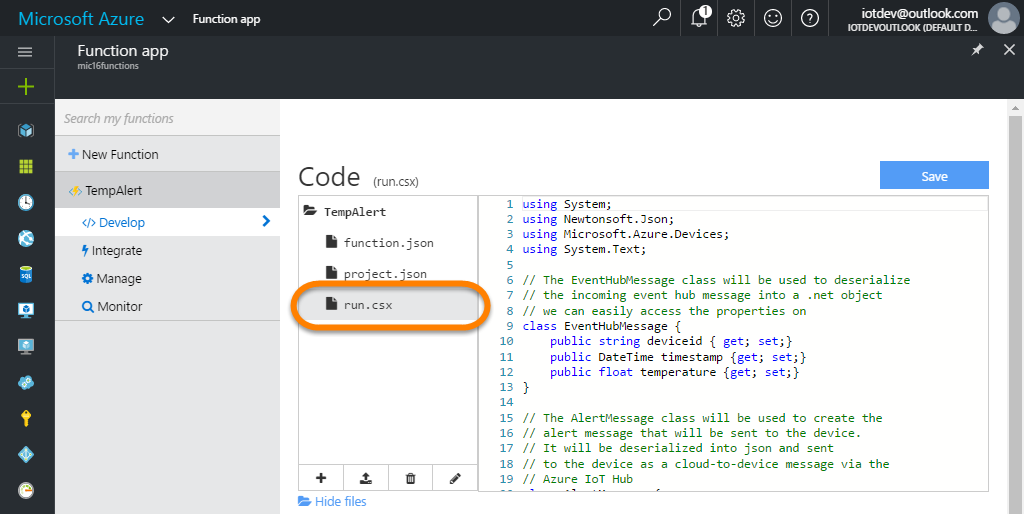 Microsoft Azure Function app
1
iotdev@outlook.com
IOTDEVOUTLOOK (DEFAULT D...
Function app
mic16functions
Search my functions
New Function
TempAlert
Develop
Integrate
Manage
Monitor
Code (run.csx)
Save
TempAlert
function.json
project.json
run.csx
Hide files
1 using System;
2 using Newtonsoft.Json;
3 using Microsoft.Azure.Devices;
4 using System.Text;
5
6 // The EventHubMessage class will be used to deserialize
7 // the incoming event hub message into a .net object
8 // we can easily access the properties on
9 class EventHubMessage {
10 public string deviceid { get; set;}
11 public DateTime timestamp {get; set;}
12 public float temperature {get; set;}
13 }
14
15 // The AlertMessage class will be used to create the
16 // alert message that will be sent to the device.
17 // It will be deserialized into json and sent
18 // to the device as a cloud-to-device message via the
19 // Azure IoT Hub